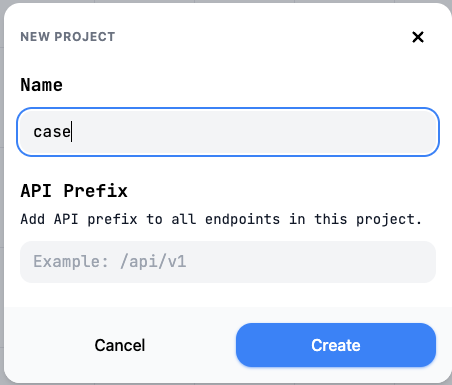 NEW PROJECT
Name
case
API Prefix
Add API prefix to all endpoints in this project.
Example: /api/v1
Cancel
Create